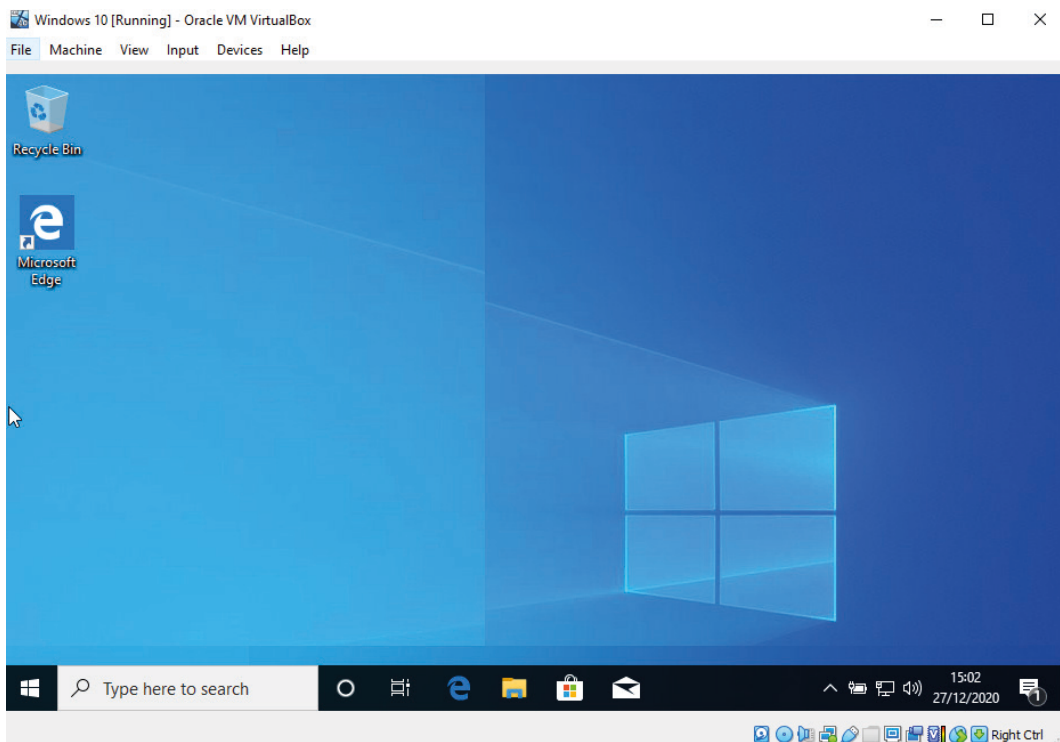 Windows 10 [Running] - Oracle VM VirtualBox
File Machine View Input Devices Help
Recycle Bin
Microsoft
Edge
Type here to search
15:02
27/12/2020
1
Right Ctrl